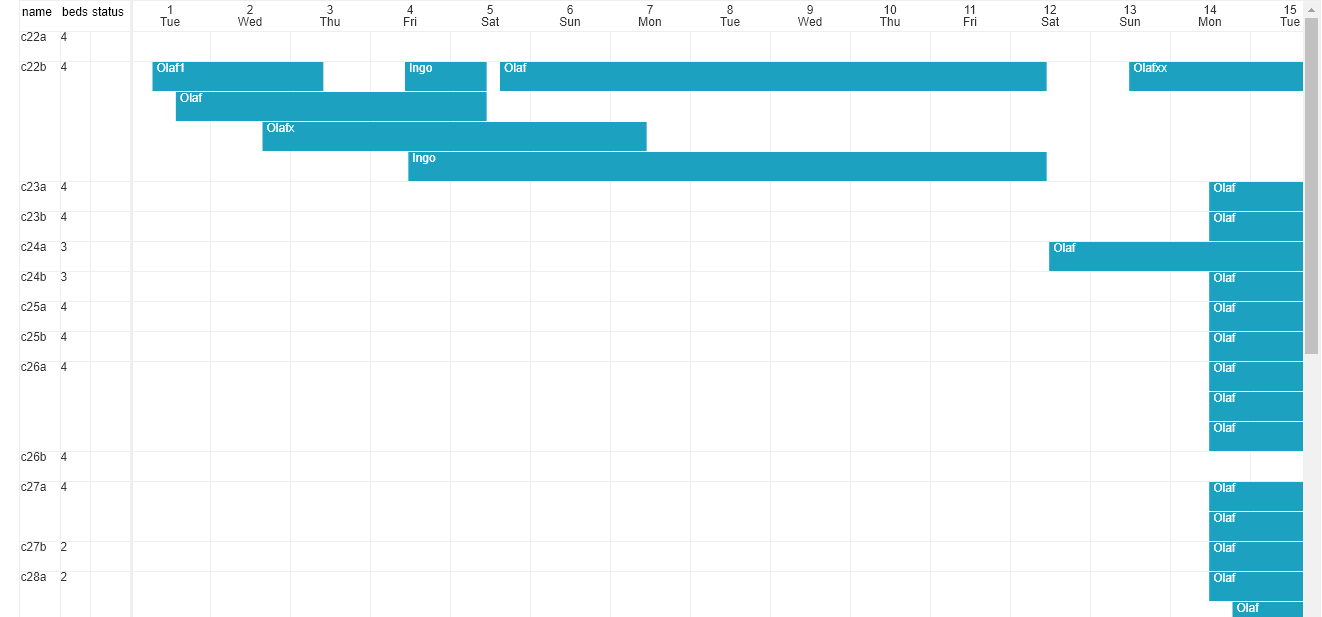 name beds status 1 2 3 4 5 6 7 8 9 10 11 12 13 14 15
Tue Wed Thu Fri Sat Sun Mon Tue Wed Thu Fri Sat Sun Mon Tue
c22a 4
c22b 4 Olaf1 Ingo Olaf Olafxx
Olaf
Olafx
Ingo
c23a 4 Olaf
c23b 4 Olaf
c24a 3 Olaf
c24b 3 Olaf
c25a 4 Olaf
c25b 4 Olaf
c26a 4 Olaf
Olaf
Olaf
c26b 4
c27a 4 Olaf
Olaf
c27b 2 Olaf
c28a 2 Olaf
Olaf